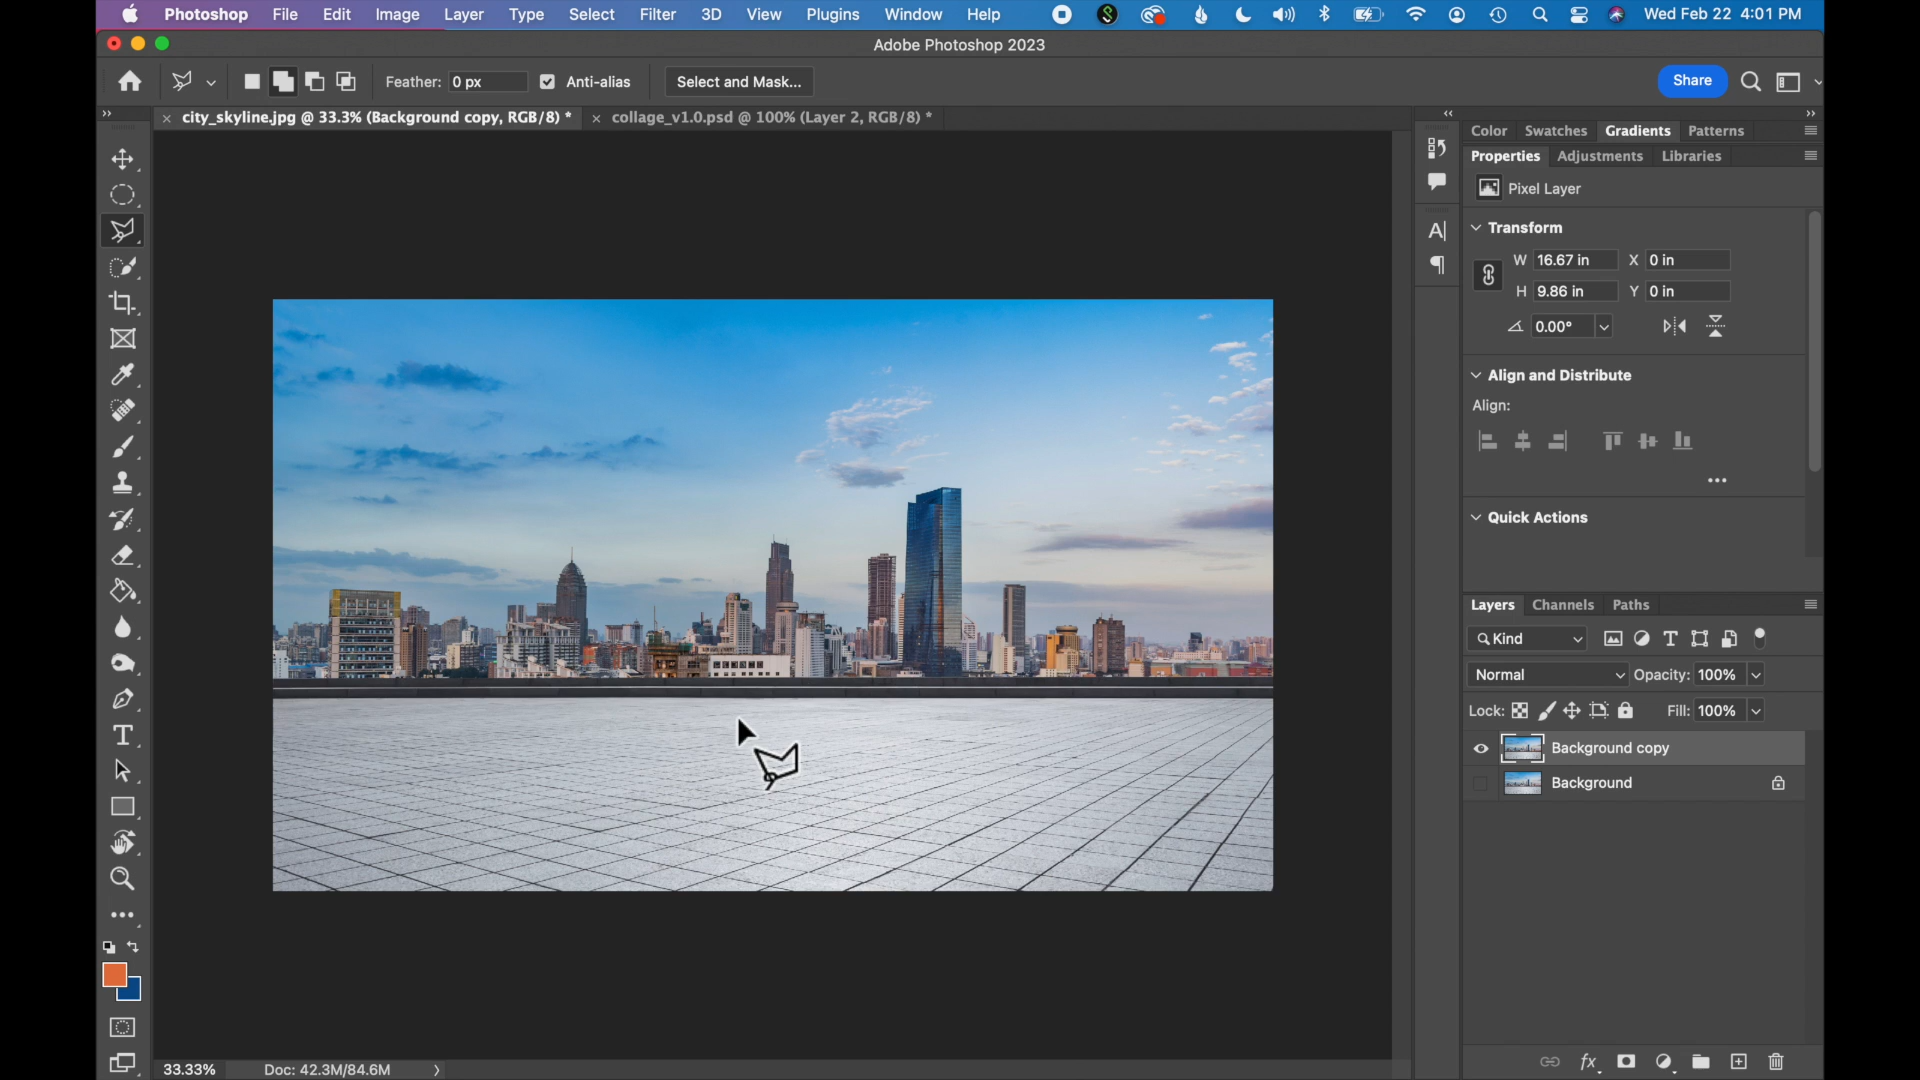 Photoshop File Edit Image Layer Type Select Filter 3D View Plugins Window Help Wed Feb 22 4:01 PM
Adobe Photoshop 2023
Feather: 0 px Anti-alias Select and Mask... Share
city_skyline.jpg @ 33.3% (Background copy, RGB/8) * collage_v1.0.psd @ 100% (Layer 2, RGB/8) *
Color Swatches Gradients Patterns
Properties Adjustments Libraries
Pixel Layer
Transform
W 16.67 in X 0 in
H 9.86 in Y 0 in
0.00°
Align and Distribute
Align:
Quick Actions
Layers Channels Paths
Kind
Normal Opacity: 100%
Lock: Fill: 100%
Background copy
Background
33.33% Doc: 42.3M/84.6M